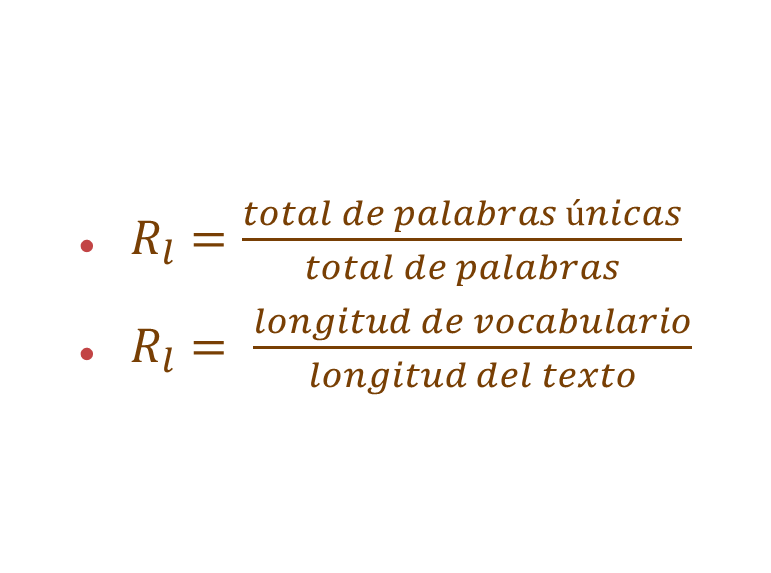 • R_l = total de palabras únicas / total de palabras
• R_l = longitud de vocabulario / longitud del texto